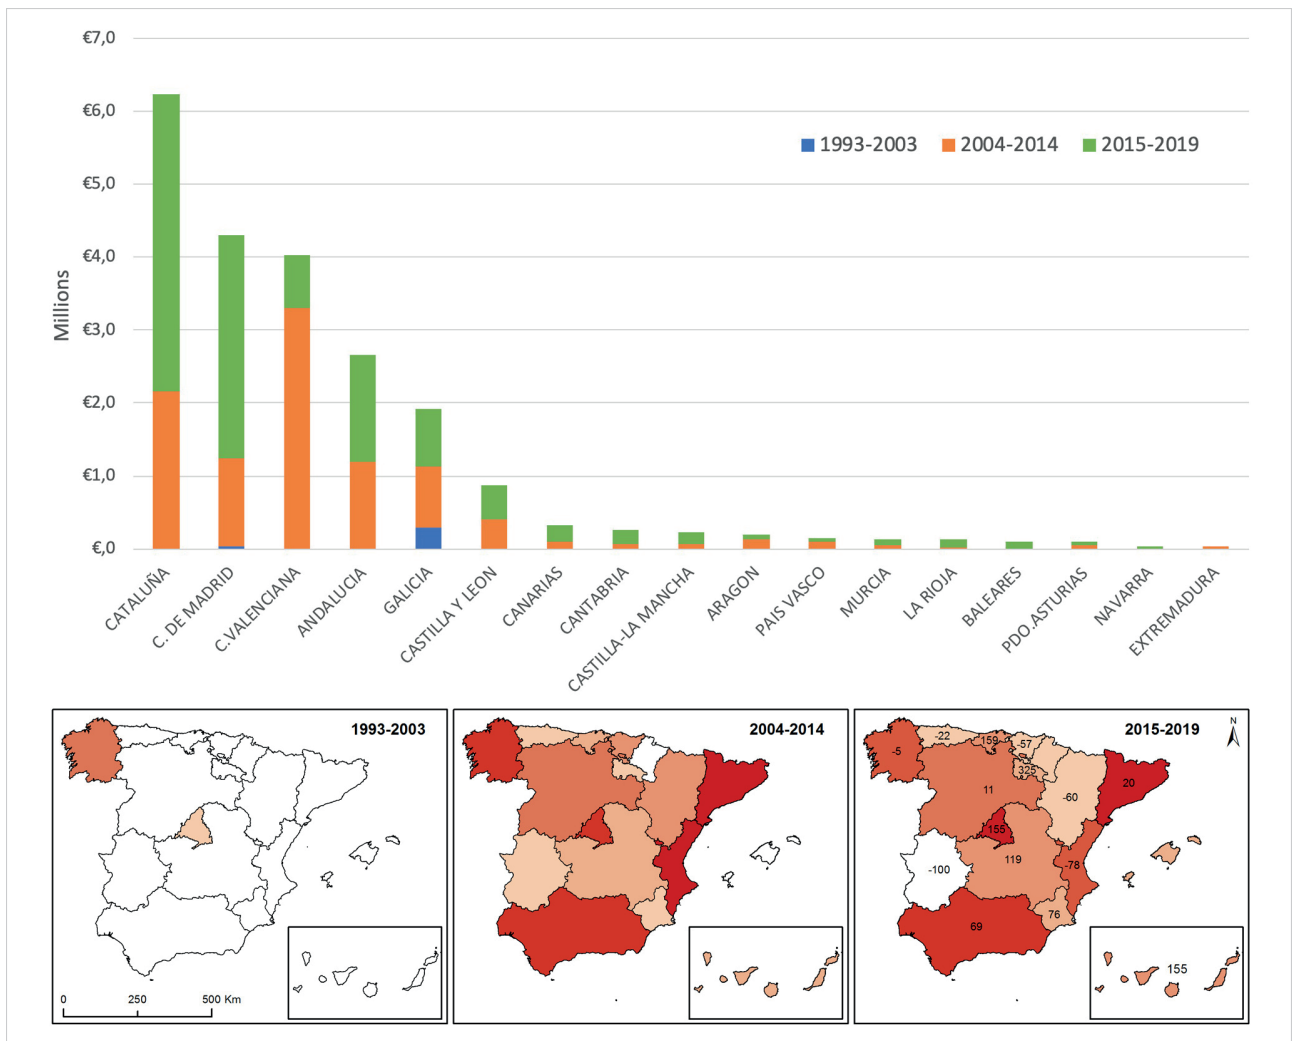 €7,0
€6,0
€5,0
€4,0
€3,0
€2,0
€1,0
€,0
Millions
1993-2003 2004-2014 2015-2019
CATALUÑA
C. DE MADRID
C.VALENCIANA
ANDALUCIA
GALICIA
CASTILLA Y LEON
CANARIAS
CANTABRIA
CASTILLA-LA MANCHA
ARAGON
PAIS VASCO
MURCIA
LA RIOJA
BALEARES
PDO.ASTURIAS
NAVARRA
EXTREMADURA
1993-2003
0 250 500 Km
2004-2014
2015-2019
N
-22
159
-57
-5
325
20
11
-60
155
119
-78
-100
76
69
155